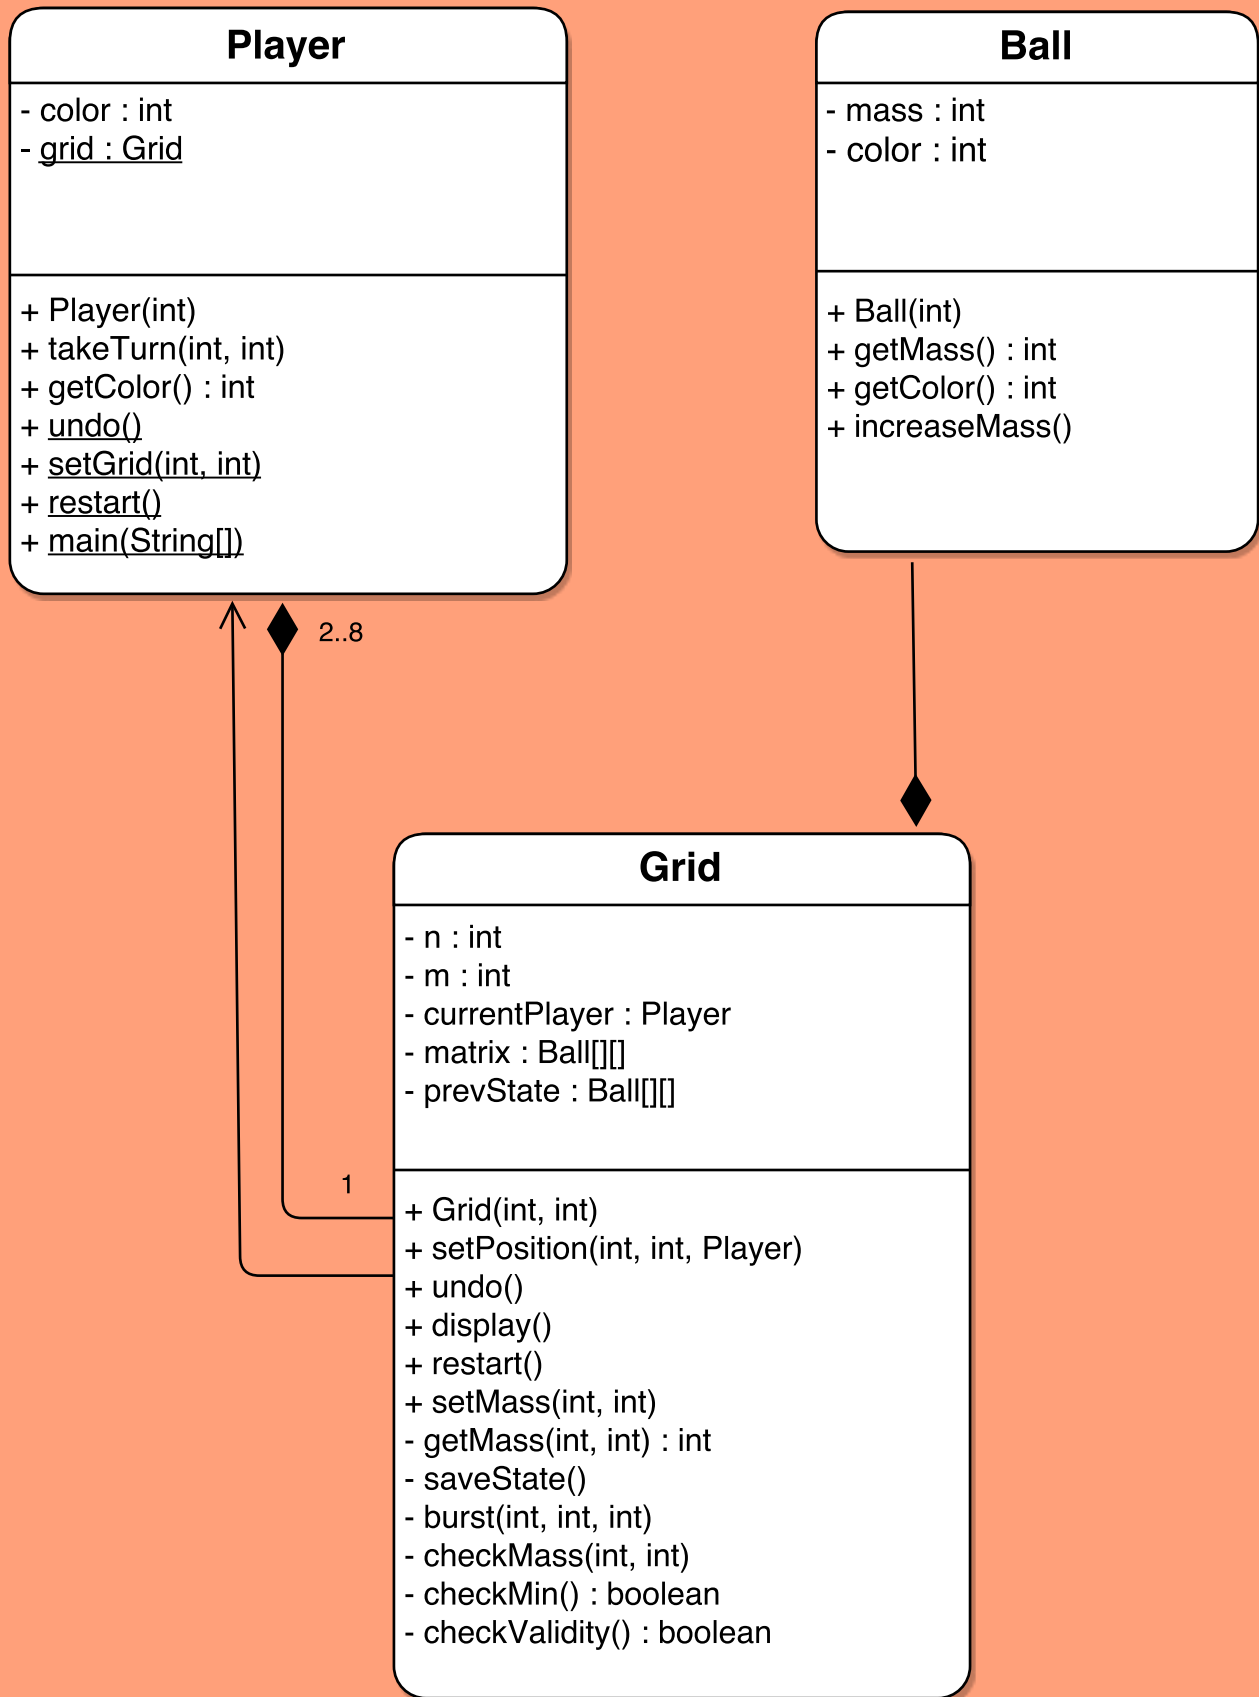 Player
- color : int
- grid : Grid
+ Player(int)
+ takeTurn(int, int)
+ getColor() : int
+ undo()
+ setGrid(int, int)
+ restart()
+ main(String[])
Ball
- mass : int
- color : int
+ Ball(int)
+ getMass() : int
+ getColor() : int
+ increaseMass()
2..8
1
Grid
- n : int
- m : int
- currentPlayer : Player
- matrix : Ball[][]
- prevState : Ball[][]
+ Grid(int, int)
+ setPosition(int, int, Player)
+ undo()
+ display()
+ restart()
+ setMass(int, int)
- getMass(int, int) : int
- saveState()
- burst(int, int, int)
- checkMass(int, int)
- checkMin() : boolean
- checkValidity() : boolean